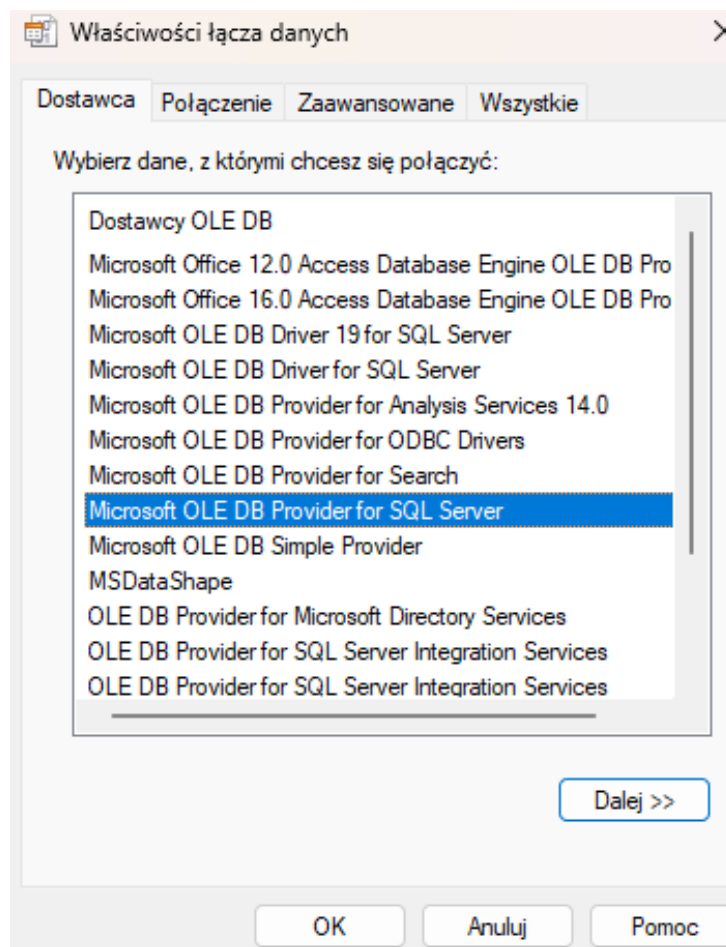 Właściwości łącza danych
Dostawca Połączenie Zaawansowane Wszystkie
Wybierz dane, z którymi chcesz się połączyć:
Dostawcy OLE DB
Microsoft Office 12.0 Access Database Engine OLE DB Pro
Microsoft Office 16.0 Access Database Engine OLE DB Pro
Microsoft OLE DB Driver 19 for SQL Server
Microsoft OLE DB Driver for SQL Server
Microsoft OLE DB Provider for Analysis Services 14.0
Microsoft OLE DB Provider for ODBC Drivers
Microsoft OLE DB Provider for Search
Microsoft OLE DB Provider for SQL Server
Microsoft OLE DB Simple Provider
MSDataShape
OLE DB Provider for Microsoft Directory Services
OLE DB Provider for SQL Server Integration Services
OLE DB Provider for SQL Server Integration Services
Dalej >>
OK Anuluj Pomoc